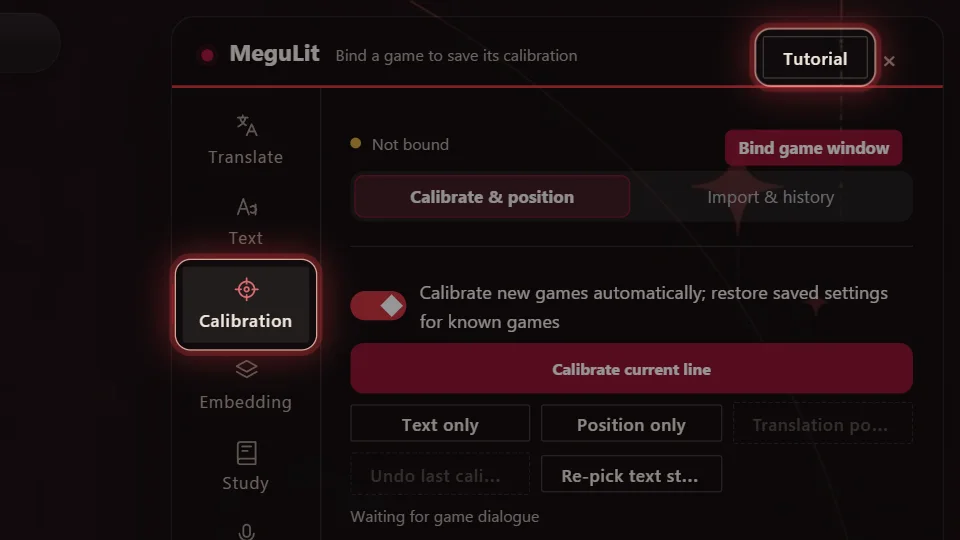 MeguLit Bind a game to save its calibration Tutorial ×
Translate
Text
Calibration
Embedding
Study
Not bound Bind game window
Calibrate & position Import & history
Calibrate new games automatically; restore saved settings
for known games
Calibrate current line
Text only Position only Translation po...
Undo last cali... Re-pick text st...
Waiting for game dialogue